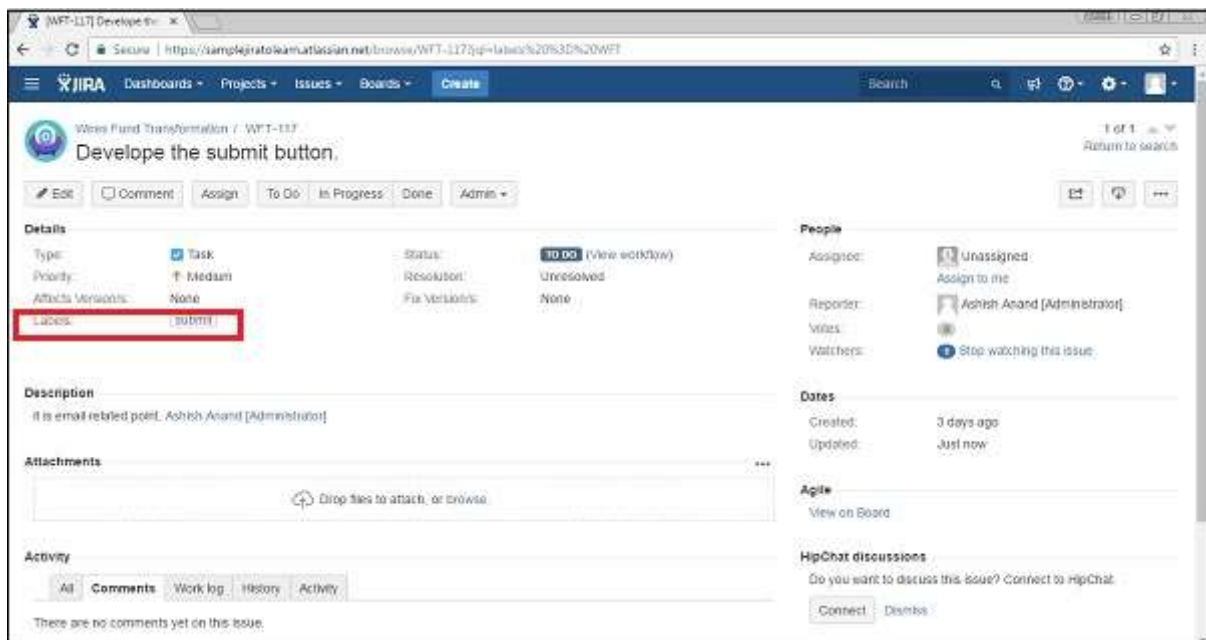 [WFT-117] Develope the
Secure | https://samplejiratolearn.atlassian.net/browse/WFT-117?jql=labels%20%3D%20WFT
JIRA Dashboards Projects Issues Boards Create Search
Wires Fund Transformation / WFT-117
1 of 1
Return to search
Develope the submit button.
Edit Comment Assign To Do In Progress Done Admin
Details
Type: Task
Status: TO DO (View workflow)
Priority: Medium
Resolution: Unresolved
Affects Version/s: None
Fix Version/s: None
Labels: submit
People
Assignee: Unassigned
Assign to me
Reporter: Ashish Anand [Administrator]
Votes: 0
Watchers: 1 Stop watching this issue
Description
it is email related point. Ashish Anand [Administrator]
Dates
Created: 3 days ago
Updated: Just now
Attachments
Drop files to attach, or browse.
Agile
View on Board
Activity
All Comments Work log History Activity
There are no comments yet on this issue.
HipChat discussions
Do you want to discuss this issue? Connect to HipChat.
Connect Dismiss